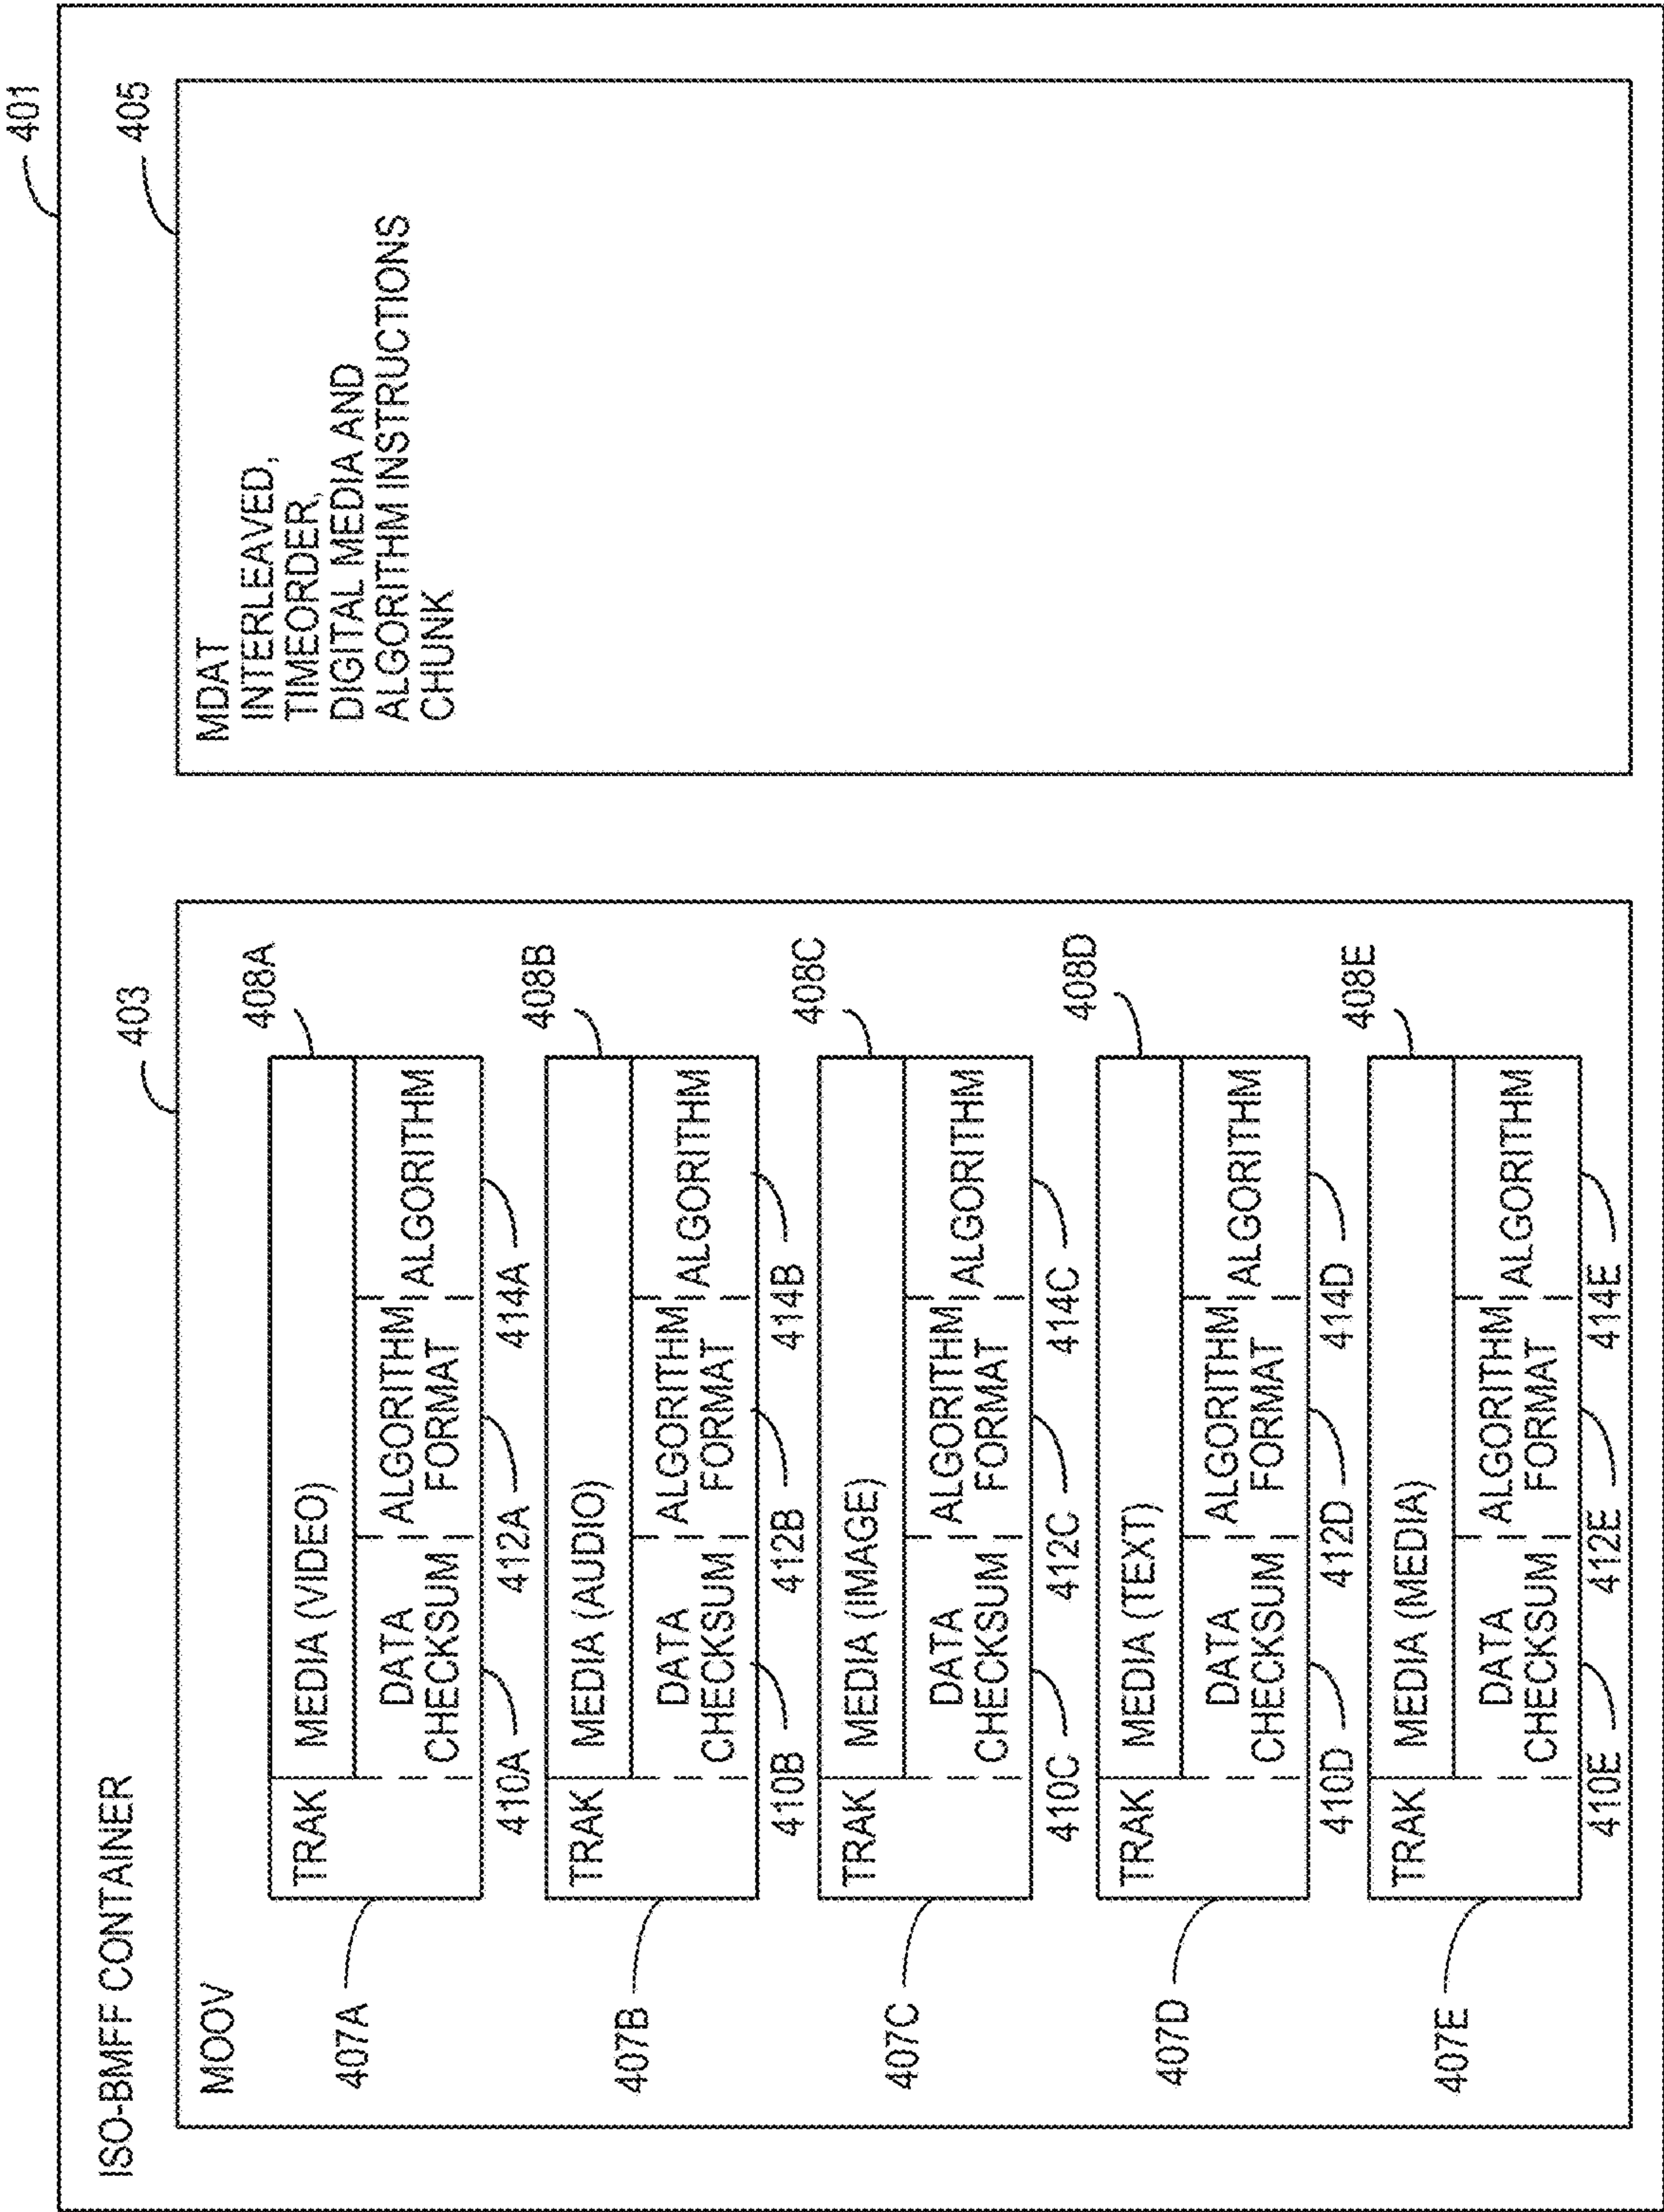 ISO-BMFF CONTAINER
401
MOOV
403
407A
TRAK
MEDIA (VIDEO)
408A
DATA
CHECKSUM
ALGORITHM
FORMAT
ALGORITHM
410A
412A
414A
407B
TRAK
MEDIA (AUDIO)
408B
DATA
CHECKSUM
ALGORITHM
FORMAT
ALGORITHM
410B
412B
414B
407C
TRAK
MEDIA (IMAGE)
408C
DATA
CHECKSUM
ALGORITHM
FORMAT
ALGORITHM
410C
412C
414C
407D
TRAK
MEDIA (TEXT)
408D
DATA
CHECKSUM
ALGORITHM
FORMAT
ALGORITHM
410D
412D
414D
407E
TRAK
MEDIA (MEDIA)
408E
DATA
CHECKSUM
ALGORITHM
FORMAT
ALGORITHM
410E
412E
414E
405
MDAT
INTERLEAVED,
TIMEORDER,
DIGITAL MEDIA AND
ALGORITHM INSTRUCTIONS
CHUNK